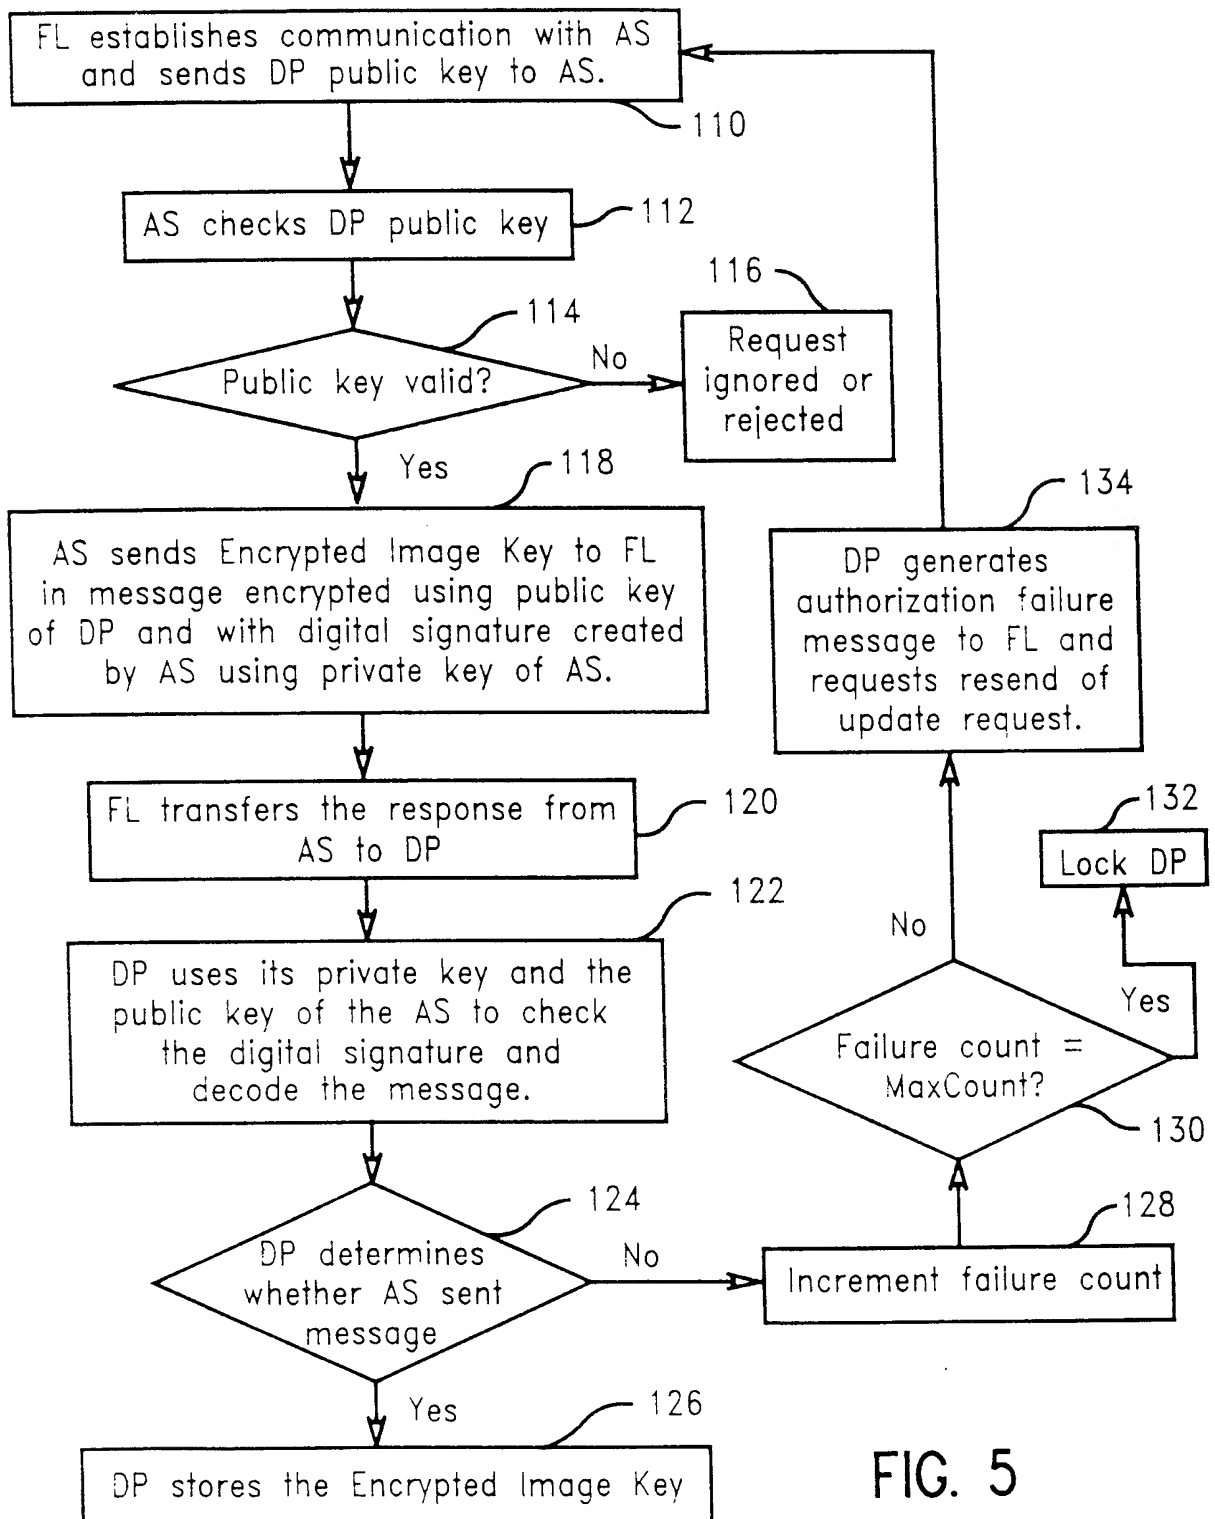 FL establishes communication with AS
and sends DP public key to AS.
110
AS checks DP public key
112
114
Public key valid?
No
116
Request
ignored or
rejected
Yes
118
AS sends Encrypted Image Key to FL
in message encrypted using public key
of DP and with digital signature created
by AS using private key of AS.
FL transfers the response from
AS to DP
120
122
DP uses its private key and the
public key of the AS to check
the digital signature and
decode the message.
124
DP determines
whether AS sent
message
No
Yes
126
DP stores the Encrypted Image Key
128
Increment failure count
Failure count =
MaxCount?
130
Yes
132
Lock DP
No
134
DP generates
authorization failure
message to FL and
requests resend of
update request.
FIG. 5